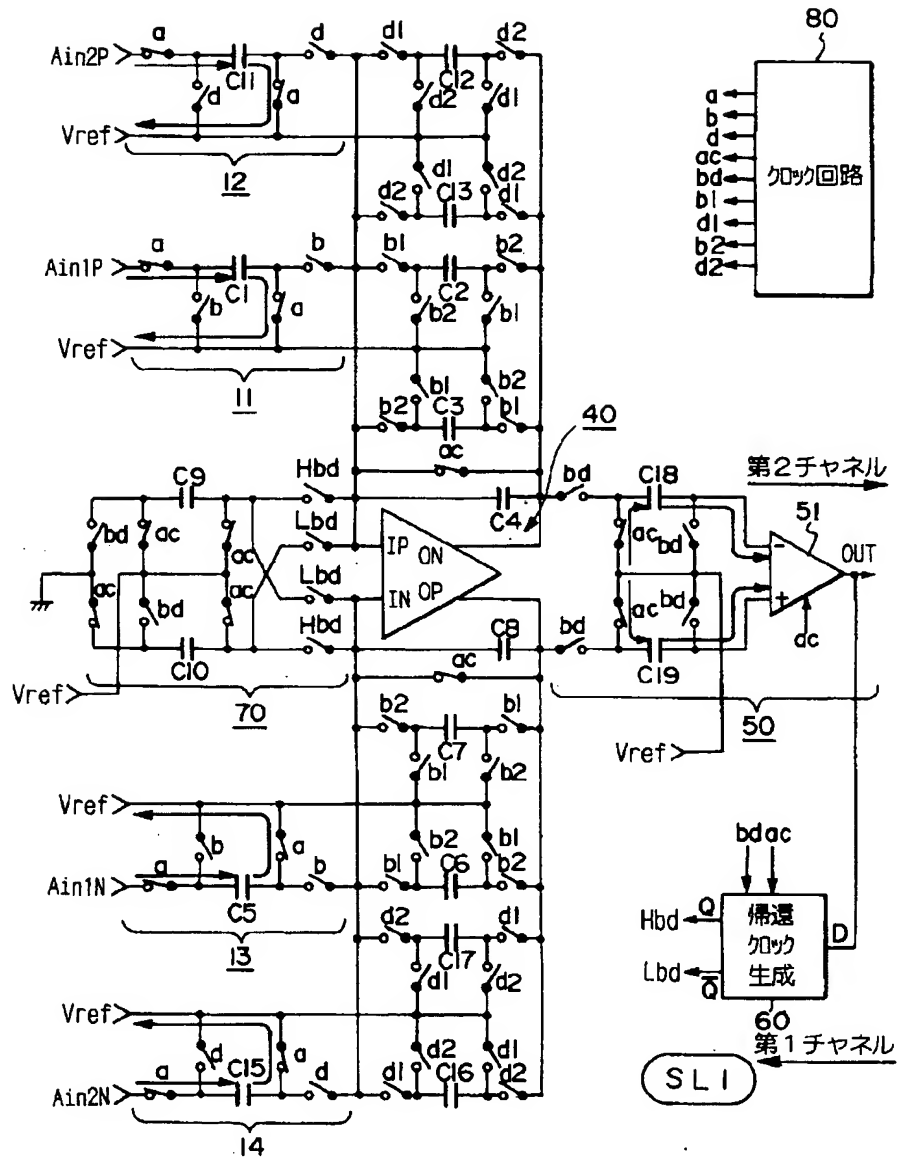 80
Ain2P a d d1 d2
C11 C12
d a d2 d1
Vref
12
d1 d2
d2 C13 d1
a
b
d
ac
bd
b1
d1
b2
d2
クロック回路
Ain1P a b b1 b2
C1 C2
b a b2 b1
Vref
11
b1 b2
b2 C3 b1
40
ac
C9 Hbd C4 bd C18 第2チャネル
bd ac ac Lbd IP ON ac bd 51
- OUT
ac bd ac Lbd IN OP ac bd +
C10 Hbd C8 bd C19 ac
Vref
70
ac
50
Vref
b2 C7 b1
b1 b2
Vref
b a b2 b1
Ain1N a C5 b b1 C6 b2
13
bd ac
Hbd Q 帰還 D
クロック
Lbd Q̅ 生成
60
d2 C17 d1
d1 d2
Vref
d a d2 d1
第1チャネル
Ain2N a C15 d d1 C16 d2
14
SL1